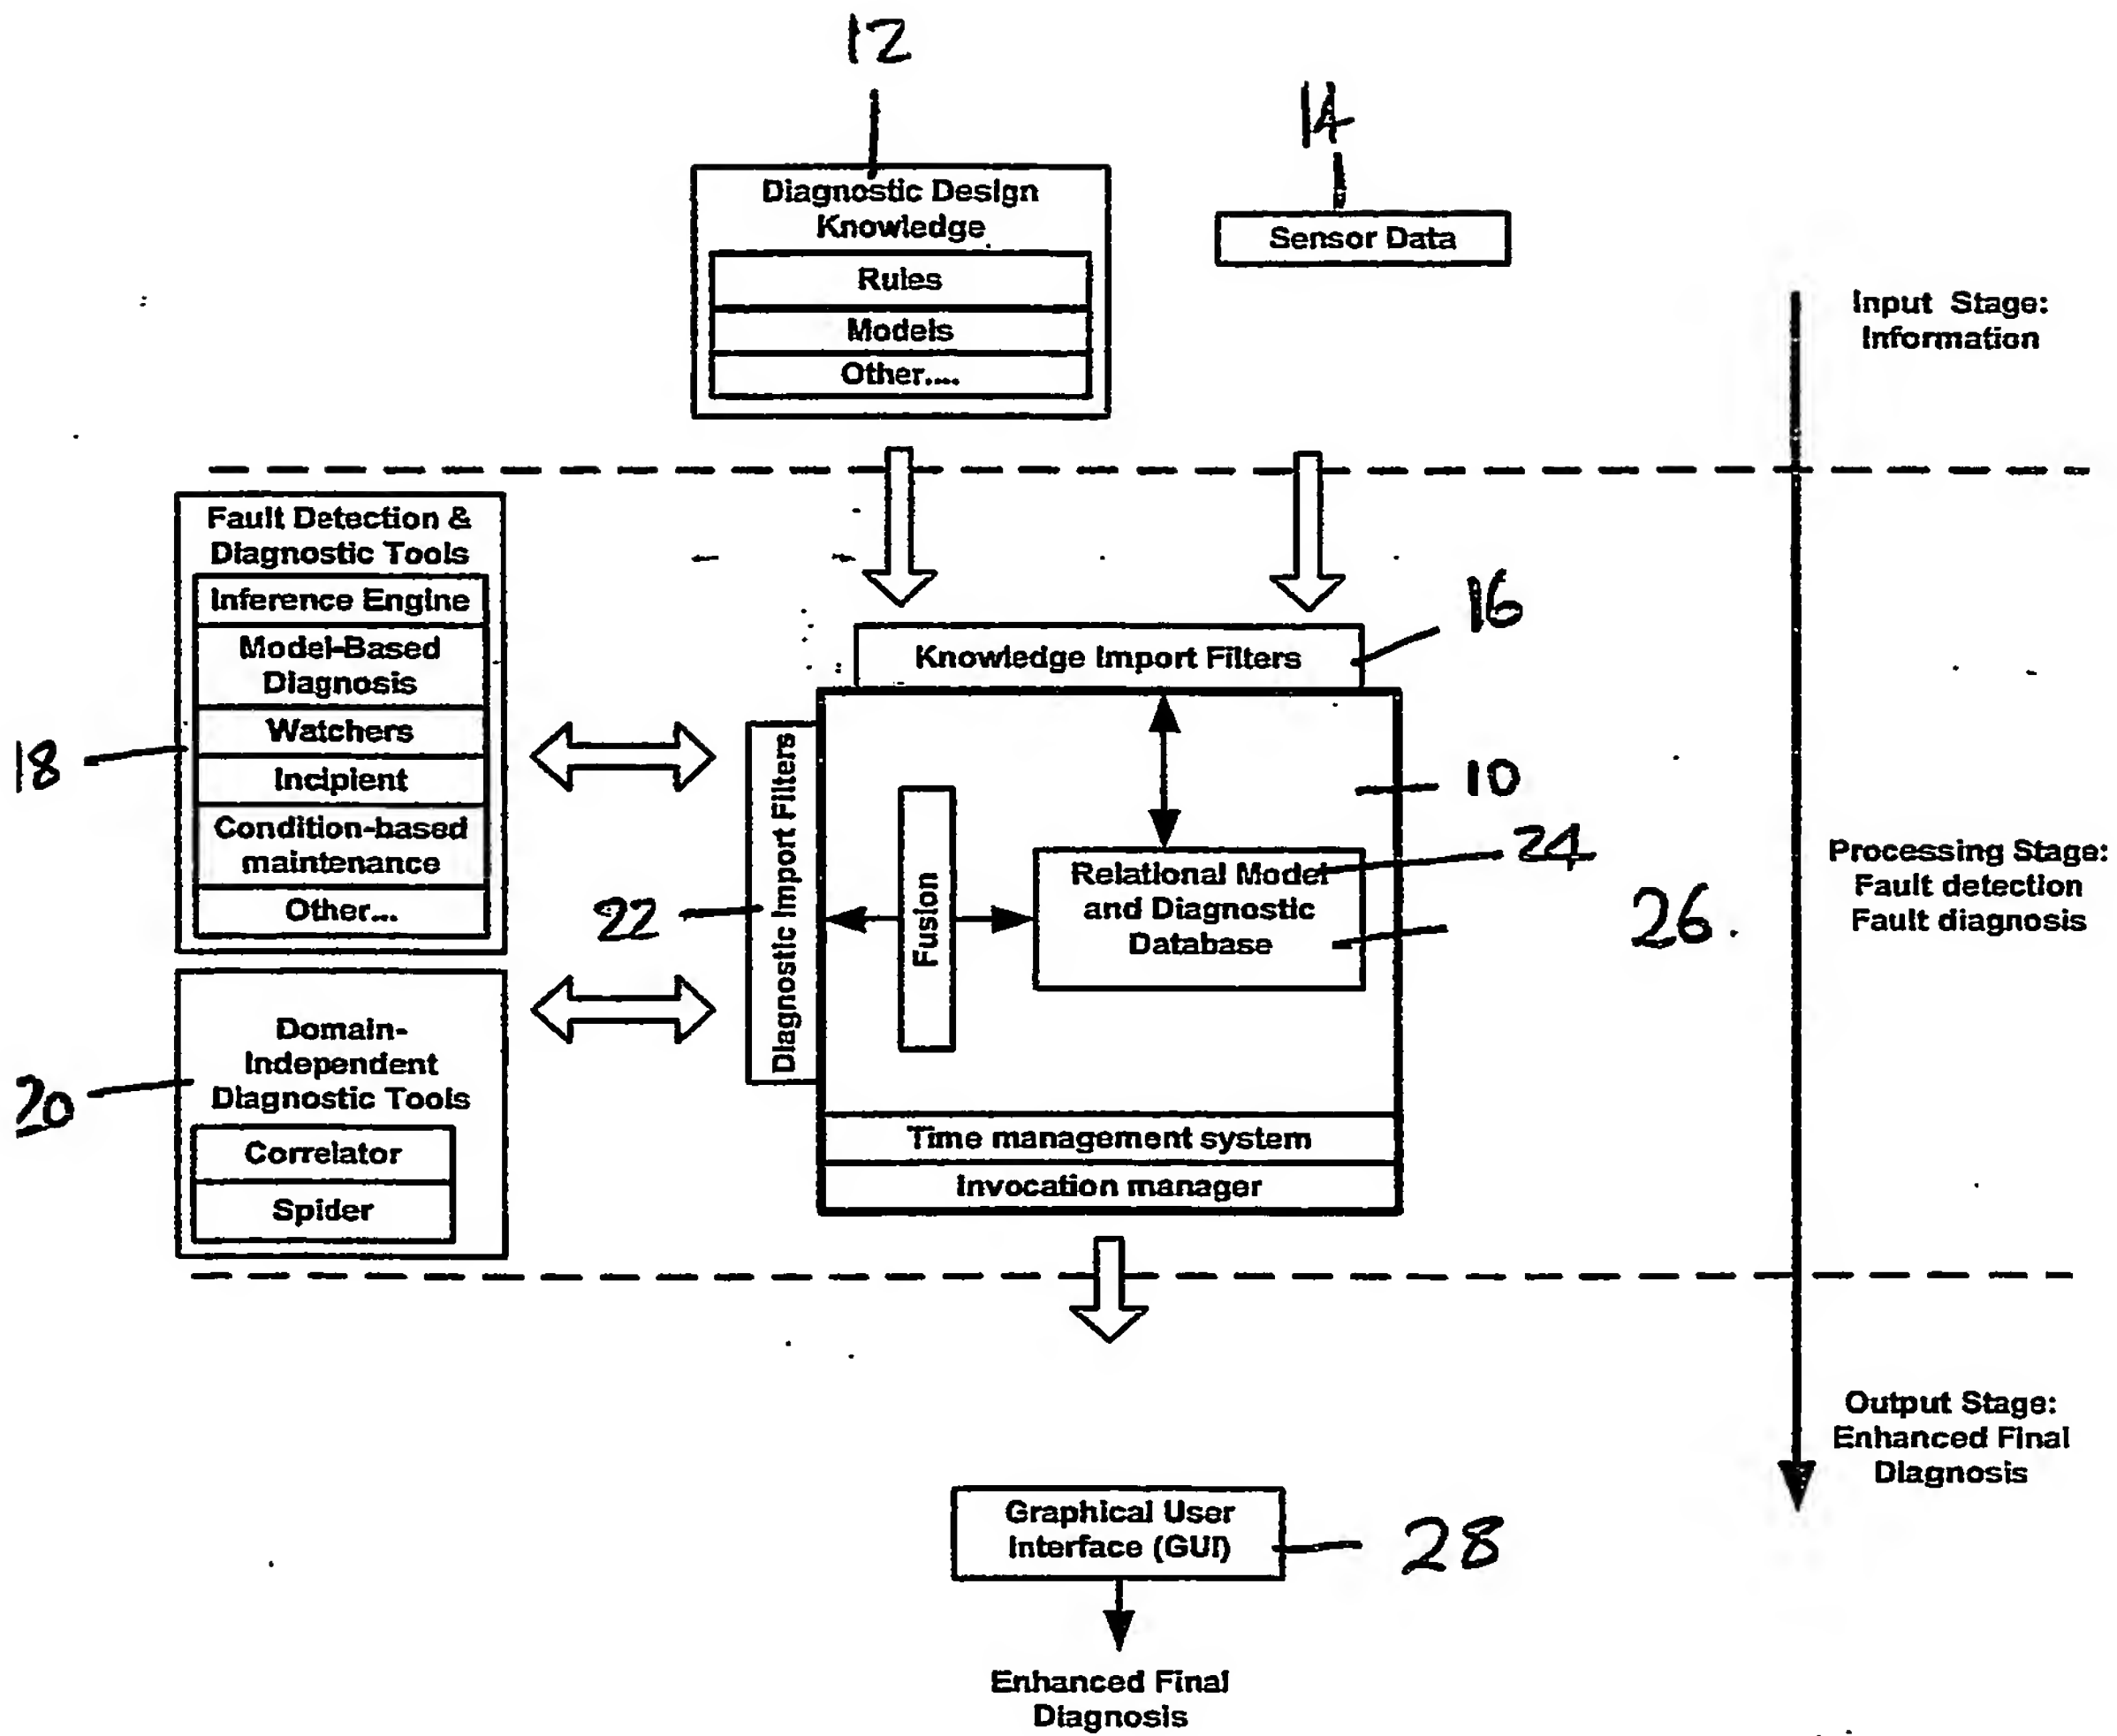 12
14
Diagnostic Design
Knowledge
Rules
Models
Other....
Sensor Data
Input Stage:
Information
Fault Detection &
Diagnostic Tools
Inference Engine
Model-Based
Diagnosis
Watchers
Incipient
Condition-based
maintenance
Other...
18
Domain-
Independent
Diagnostic Tools
Correlator
Spider
20
Knowledge Import Filters
16
Diagnostic Import Filters
22
Fusion
10
Relational Model
and Diagnostic
Database
24
26.
Time management system
Invocation manager
Processing Stage:
Fault detection
Fault diagnosis
Output Stage:
Enhanced Final
Diagnosis
Graphical User
Interface (GUI)
28
Enhanced Final
Diagnosis